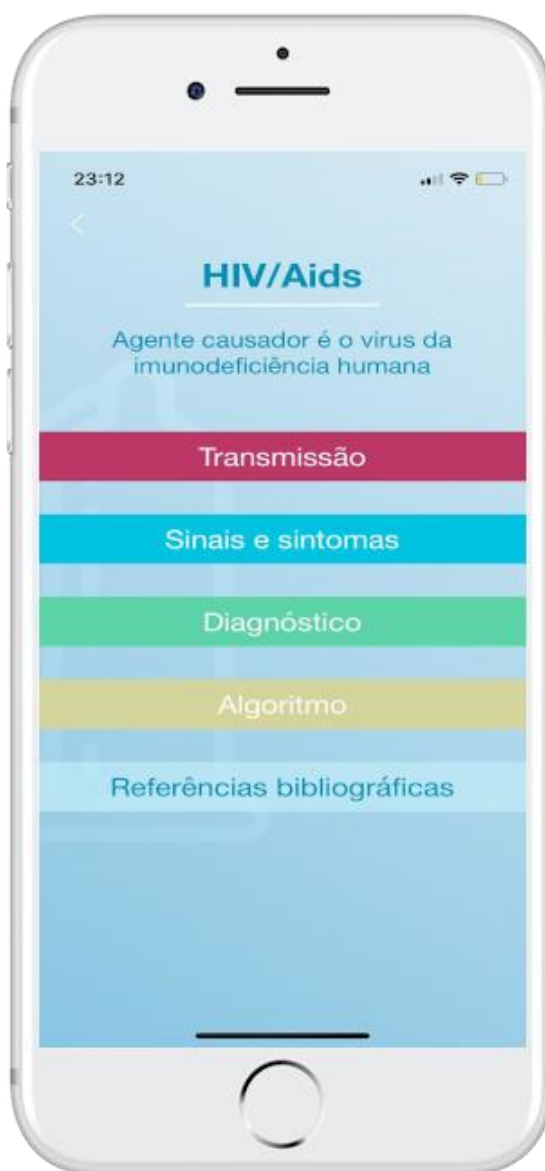 23:12
HIV/Aids
Agente causador é o virus da
imunodeficiência humana
Transmissão
Sinais e sintomas
Diagnóstico
Algoritmo
Referências bibliográficas